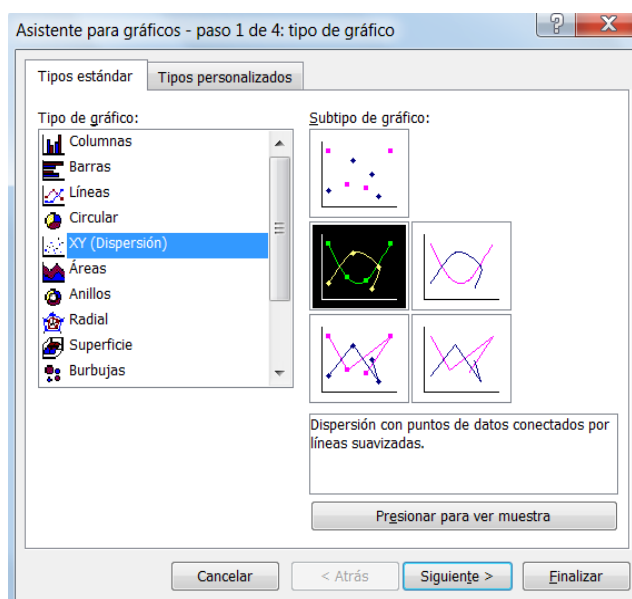 Asistente para gráficos - paso 1 de 4: tipo de gráfico
?
X
Tipos estándar
Tipos personalizados
Tipo de gráfico:
Columnas
Barras
Líneas
Circular
XY (Dispersión)
Áreas
Anillos
Radial
Superficie
Burbujas
Subtipo de gráfico:
Dispersión con puntos de datos conectados por
líneas suavizadas.
Presionar para ver muestra
Cancelar
< Atrás
Siguiente >
Finalizar